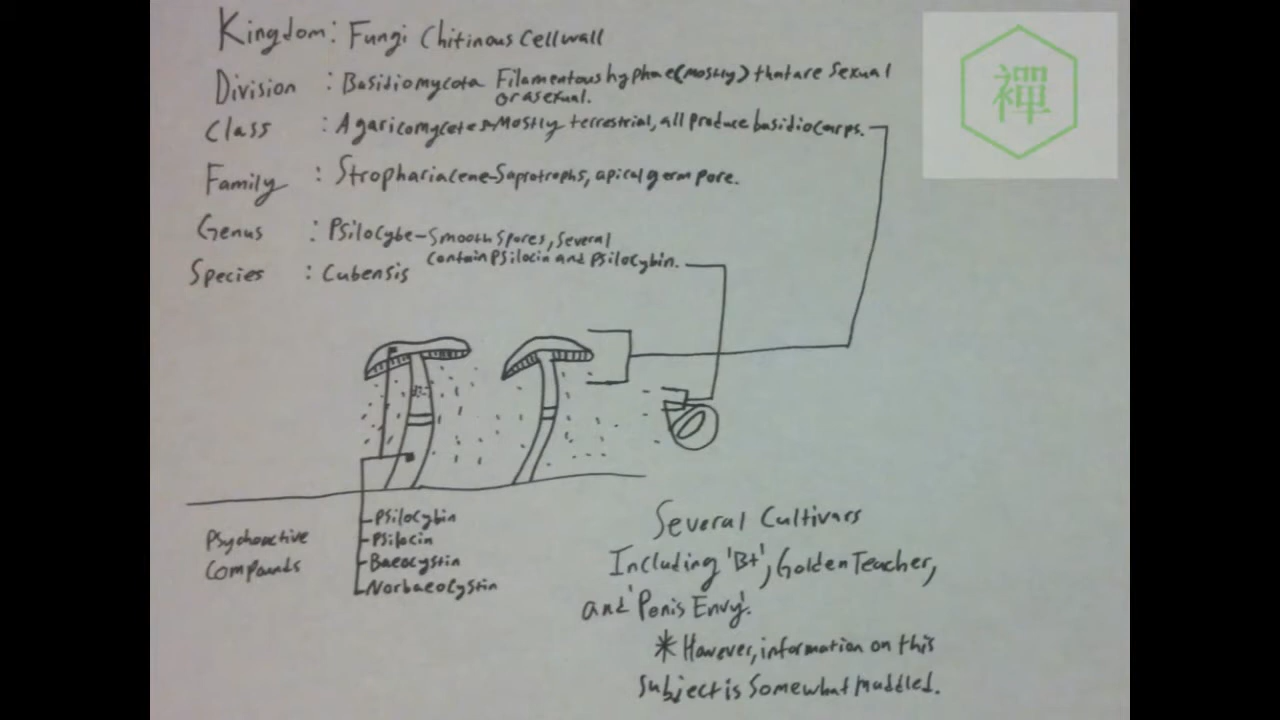 Kingdom: Fungi Chitinous Cell wall
Division : Basidiomycota Filamentous hyphae (mostly) that are sexual
or asexual.
Class : Agaricomycetes-Mostly terrestrial, all produce basidiocarps.
Family : Strophariaceae-Saprotrophs, apical germ pore.
Genus : Psilocybe-Smooth spores, several
contain psilocin and psilocybin.
Species : Cubensis
Psychoactive
Compounds
-Psilocybin
-Psilocin
-Baeocystin
-Norbaeocystin
Several Cultivars
Including 'B+', Golden Teacher,
and 'Penis Envy'.
* However, information on this
subject is somewhat muddled.
禪